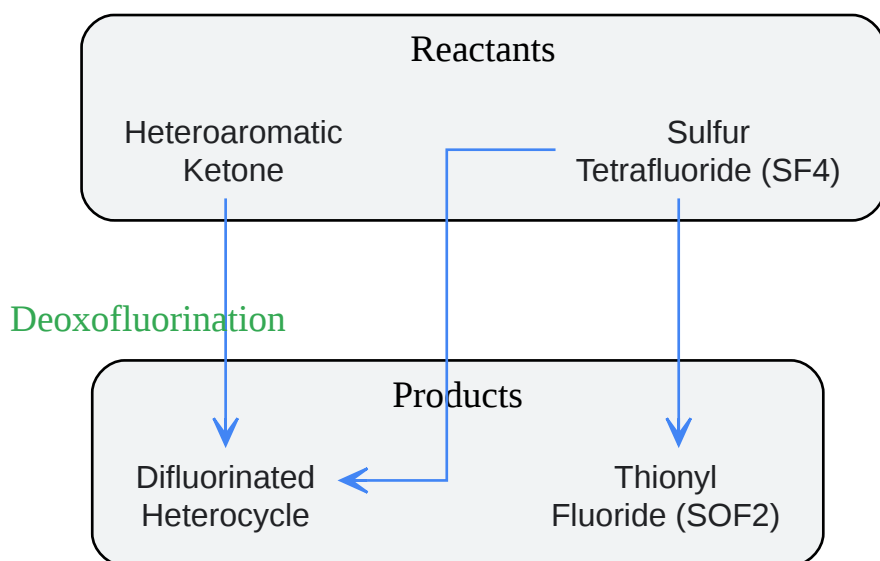 Reactants
Heteroaromatic
Ketone
Sulfur
Tetrafluoride (SF4)
Deoxofluorination
Products
Difluorinated
Heterocycle
Thionyl
Fluoride (SOF2)